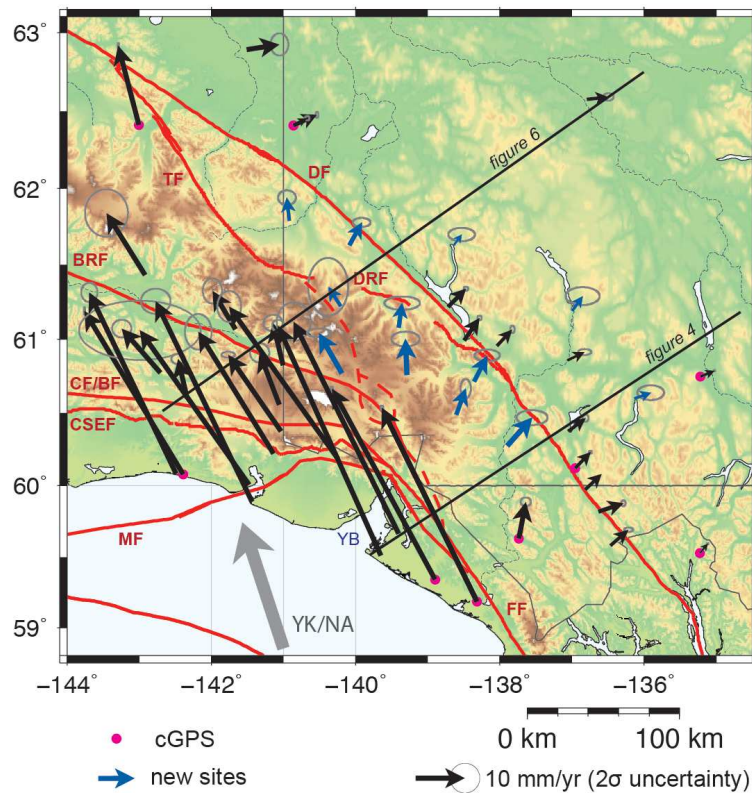 63°
62°
61°
60°
59°
−144°
−142°
−140°
−138°
−136°
figure 6
DF
TF
BRF
DRF
figure 4
CF/BF
CSEF
MF
YB
YK/NA
FF
cGPS
0 km
100 km
new sites
10 mm/yr (2σ uncertainty)